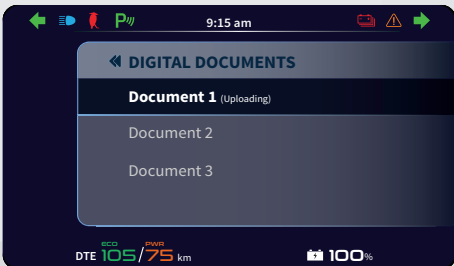 P 9:15 am
DIGITAL DOCUMENTS
Document 1 (Uploading)
Document 2
Document 3
ECO PWR
DTE 105/75 km 100%